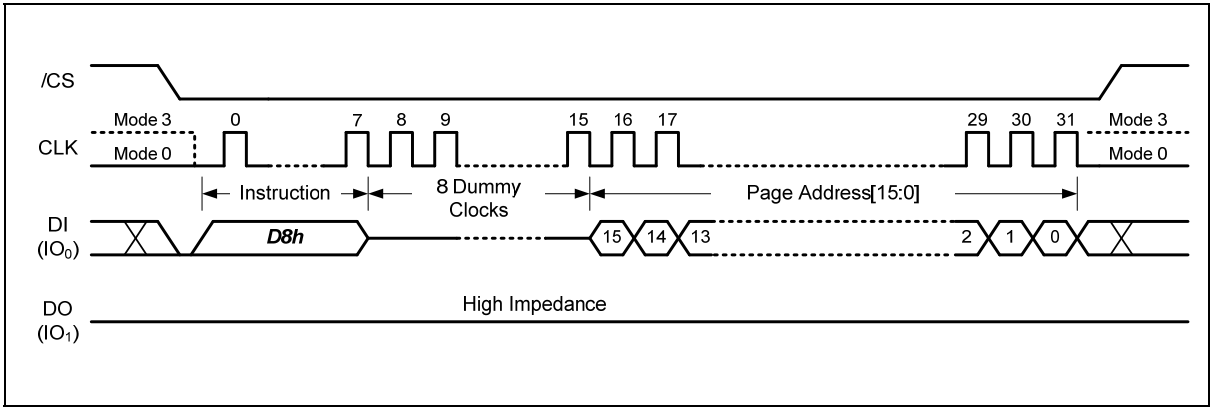 /CS
Mode 3 0 7 8 9 15 16 17 29 30 31 Mode 3
CLK
Mode 0 Mode 0
Instruction 8 Dummy Clocks Page Address[15:0]
DI
(IO0)
D8h 15 14 13 2 1 0
High Impedance
DO
(IO1)